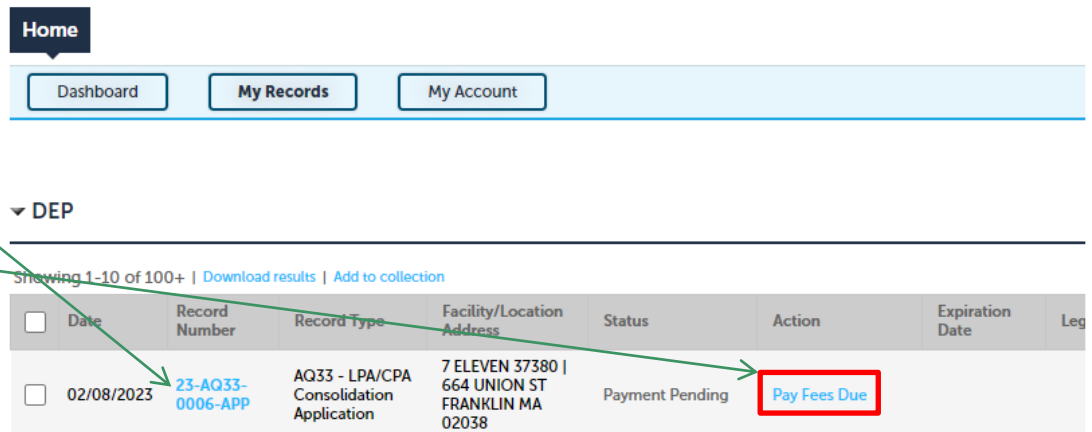 Home
Dashboard My Records My Account
DEP
Showing 1-10 of 100+ | Download results | Add to collection
Date Record Number Record Type Facility/Location Address Status Action Expiration Date Leg
02/08/2023 23-AQ33-0006-APP AQ33 - LPA/CPA Consolidation Application 7 ELEVEN 37380 | 664 UNION ST FRANKLIN MA 02038 Payment Pending Pay Fees Due